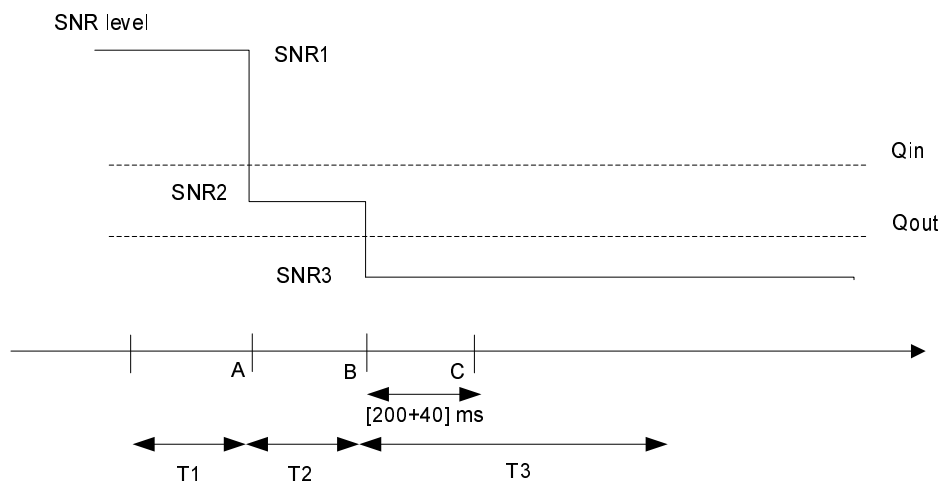 SNR level
SNR1
Qin
SNR2
Qout
SNR3
A
B
C
[200+40] ms
T1
T2
T3